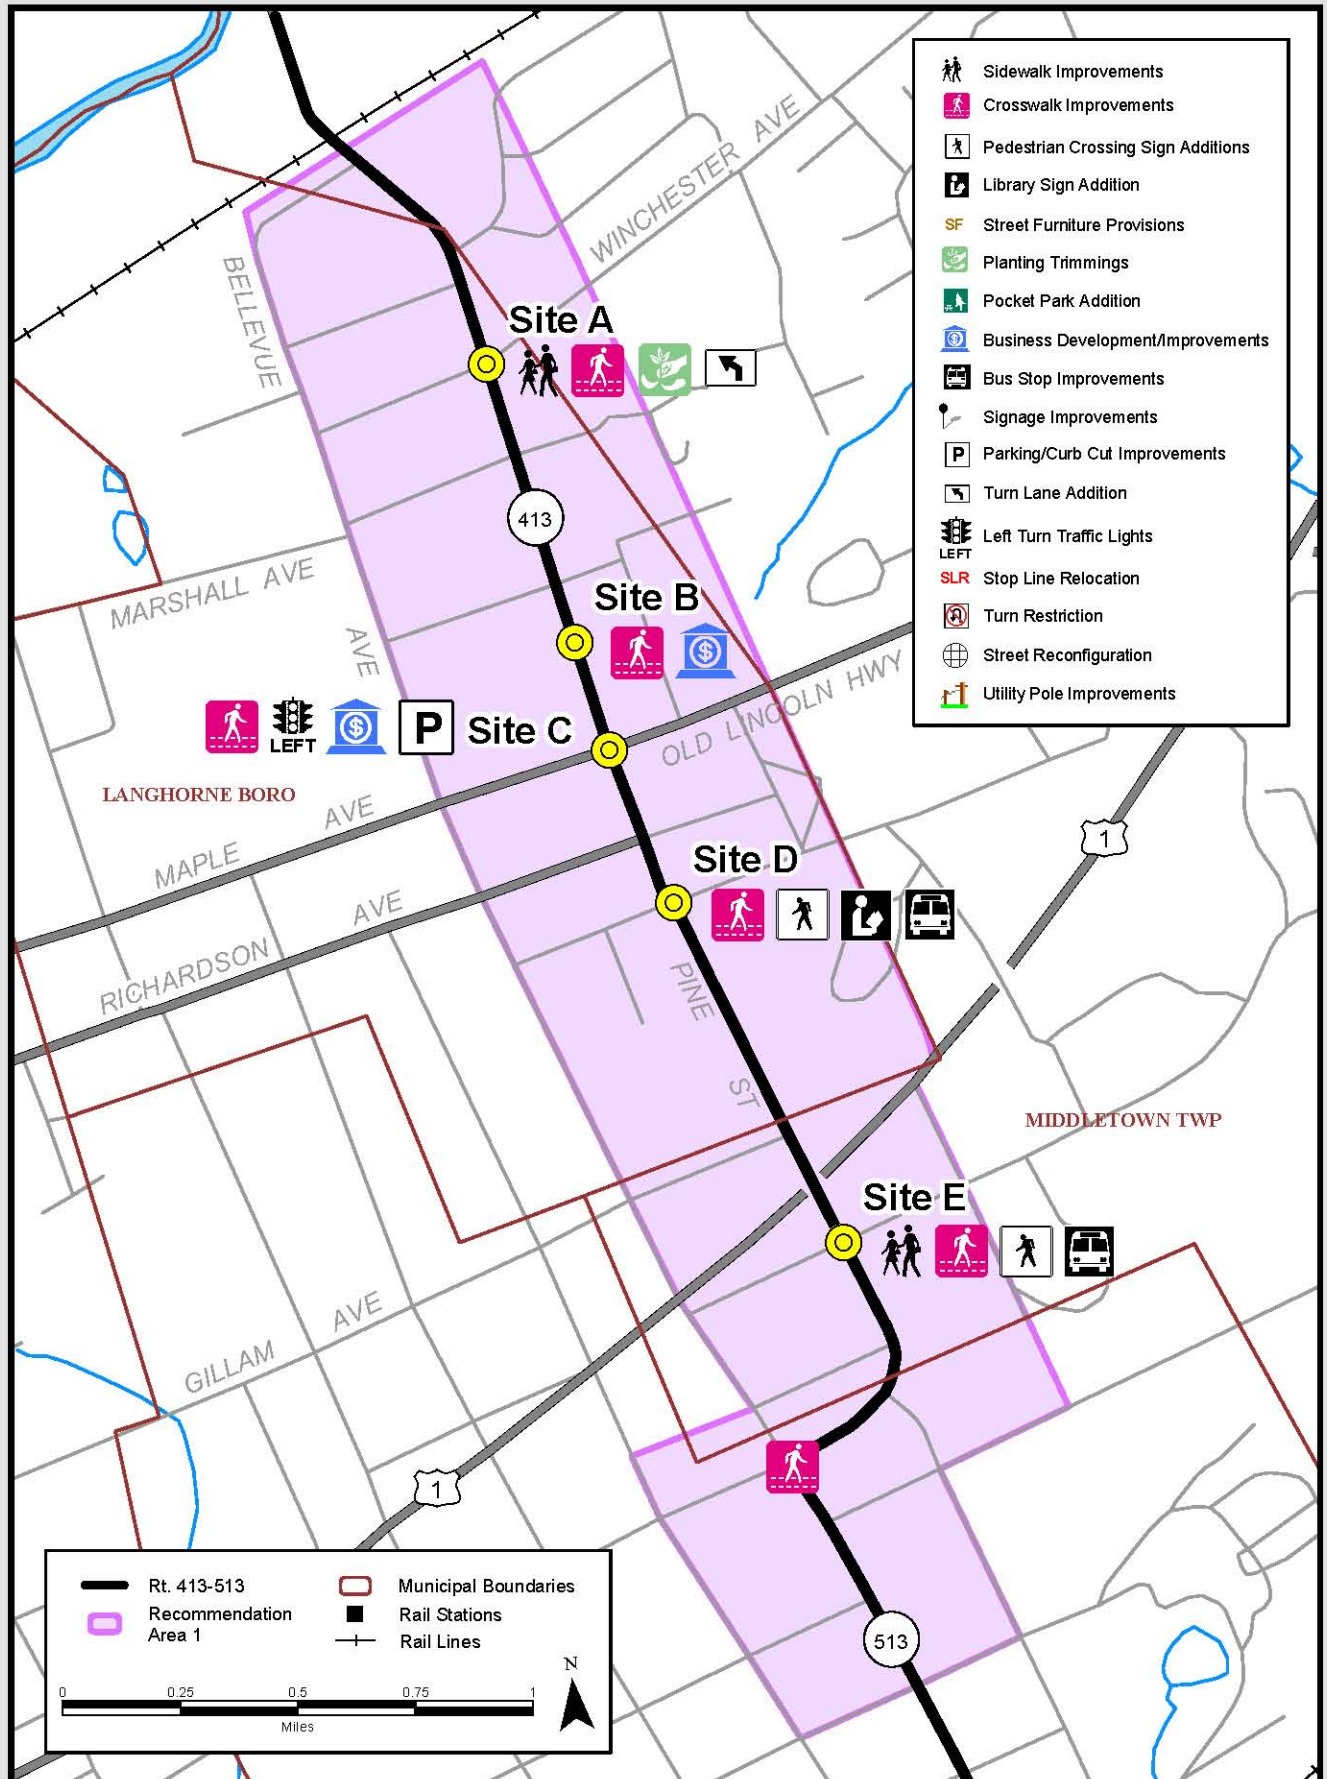 Sidewalk Improvements
Crosswalk Improvements
Pedestrian Crossing Sign Additions
Library Sign Addition
SF Street Furniture Provisions
Planting Trimmings
Pocket Park Addition
Business Development/Improvements
Bus Stop Improvements
Signage Improvements
P Parking/Curb Cut Improvements
Turn Lane Addition
LEFT Left Turn Traffic Lights
SLR Stop Line Relocation
Turn Restriction
Street Reconfiguration
Utility Pole Improvements
WINCHESTER AVE
BELLEVUE
AVE
Site A
413
MARSHALL AVE
Site B
OLD LINCOLN HWY
LEFT
P
Site C
LANGHORNE BORO
MAPLE AVE
1
Site D
RICHARDSON AVE
PINE
ST
MIDDLETOWN TWP
Site E
GILLAM AVE
1
513
Rt. 413-513
Recommendation
Area 1
Municipal Boundaries
Rail Stations
Rail Lines
N
0 0.25 0.5 0.75 1
Miles